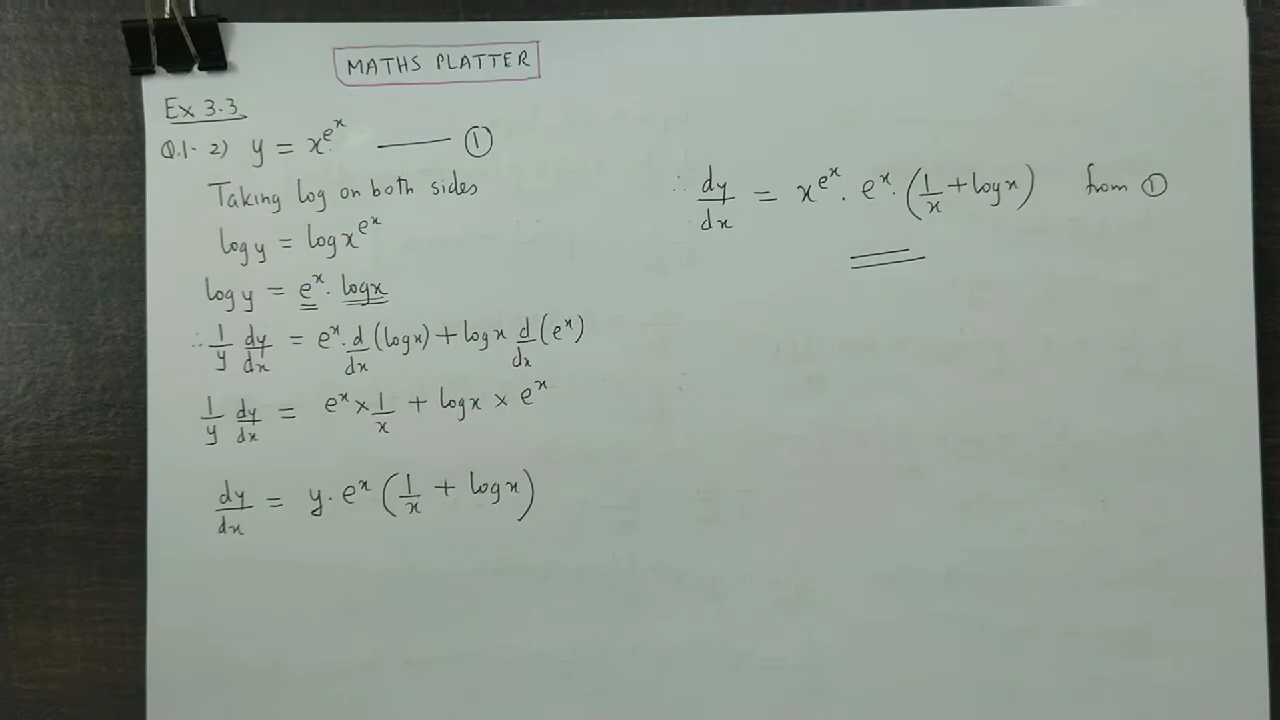 MATHS PLATTER
Ex 3.3
Q.1- 2) y = x^{e^x} —— ①
Taking log on both sides
log y = log x^{e^x}
log y = e^x . log x
∴ 1/y dy/dx = e^x . d/dx (log x) + log x d/dx (e^x)
1/y dy/dx = e^x × 1/x + log x × e^x
dy/dx = y . e^x (1/x + log x)
∴ dy/dx = x^{e^x} . e^x . (1/x + log x) from ①